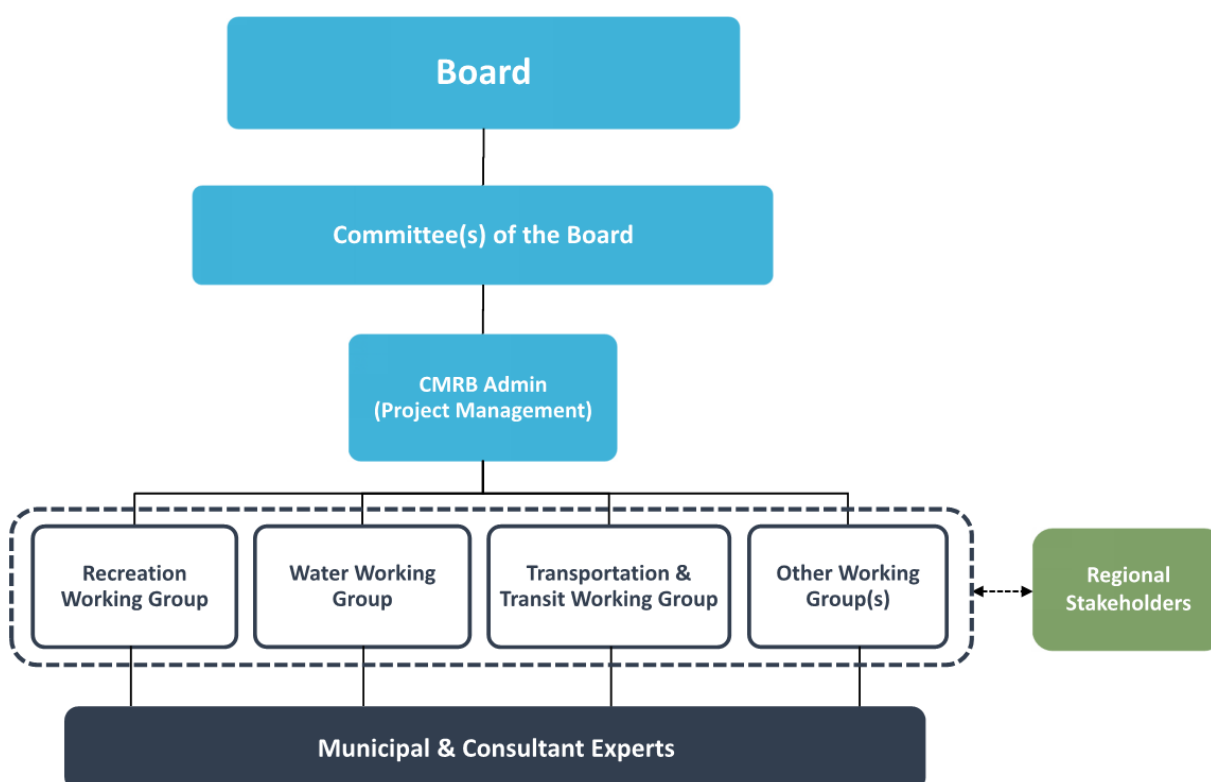 Board
Committee(s) of the Board
CMRB Admin
(Project Management)
Recreation
Working Group
Water Working
Group
Transportation &
Transit Working Group
Other Working
Group(s)
Regional
Stakeholders
Municipal & Consultant Experts